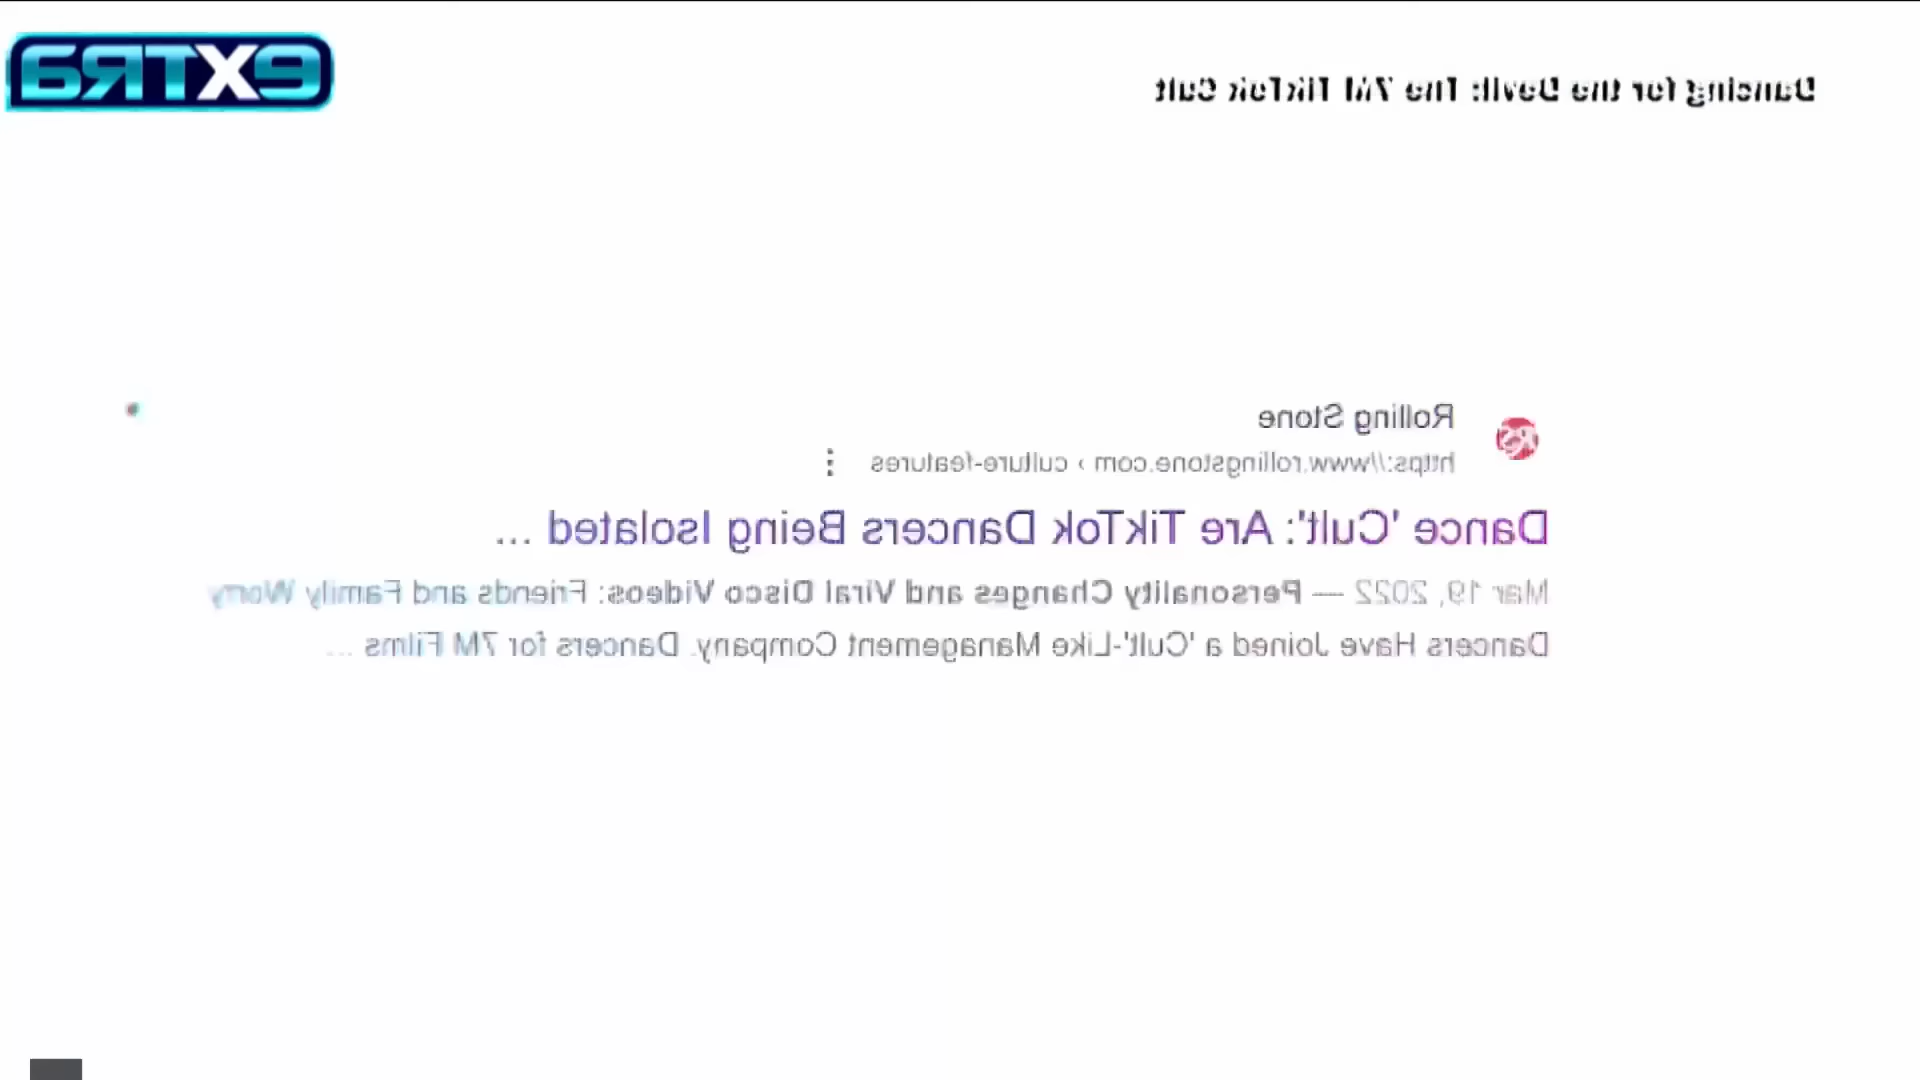 extra
Dancing for the Devil: The 7M TikTok Cult
Rolling Stone
https://www.rollingstone.com › culture-features
Dance 'Cult': Are TikTok Dancers Being Isolated ...
Mar 19, 2022 — Personality Changes and Viral Disco Videos: Friends and Family Worry
Dancers Have Joined a 'Cult'-Like Management Company. Dancers for 7M Films ...